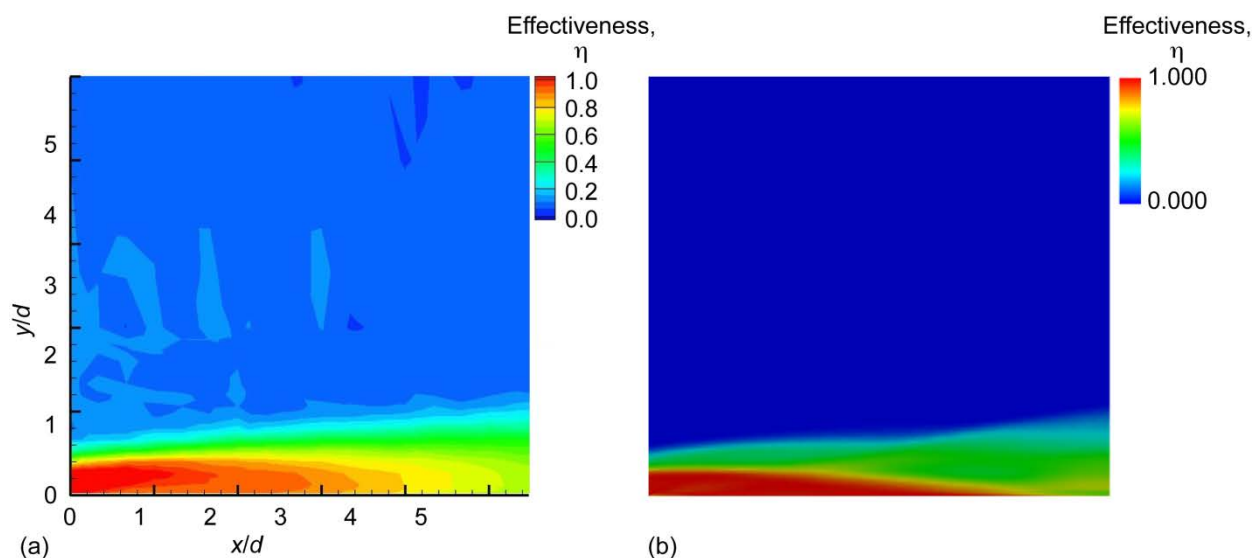 Effectiveness,
η
1.0
0.8
0.6
0.4
0.2
0.0
5
4
3
2
1
0
y/d
0 1 2 3 4 5
x/d
(a)
Effectiveness,
η
1.000
0.000
(b)